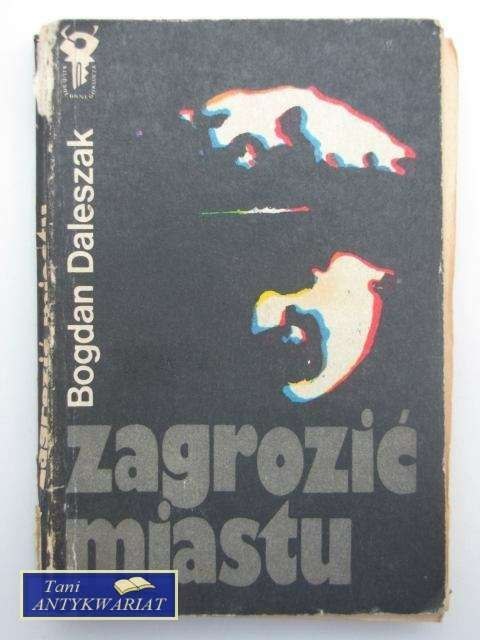 Bogdan Daleszak
zagrozić
miastu
Tani
ANTYKWARIAT